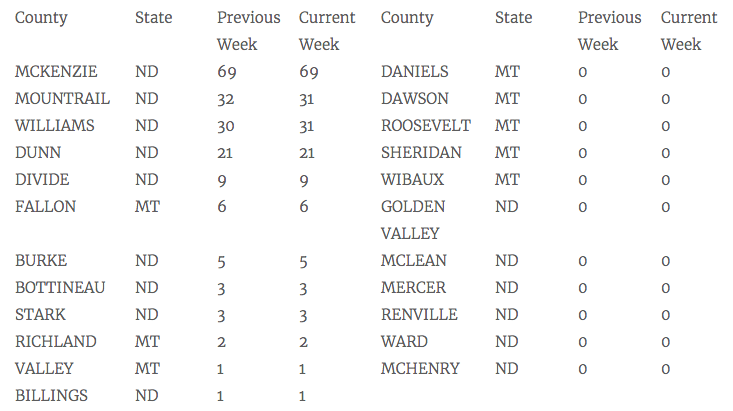 County State Previous Current County State Previous Current
Week Week Week Week
MCKENZIE ND 69 69 DANIELS MT 0 0
MOUNTRAIL ND 32 31 DAWSON MT 0 0
WILLIAMS ND 30 31 ROOSEVELT MT 0 0
DUNN ND 21 21 SHERIDAN MT 0 0
DIVIDE ND 9 9 WIBAUX MT 0 0
FALLON MT 6 6 GOLDEN ND 0 0
VALLEY
BURKE ND 5 5 MCLEAN ND 0 0
BOTTINEAU ND 3 3 MERCER ND 0 0
STARK ND 3 3 RENVILLE ND 0 0
RICHLAND MT 2 2 WARD ND 0 0
VALLEY MT 1 1 MCHENRY ND 0 0
BILLINGS ND 1 1